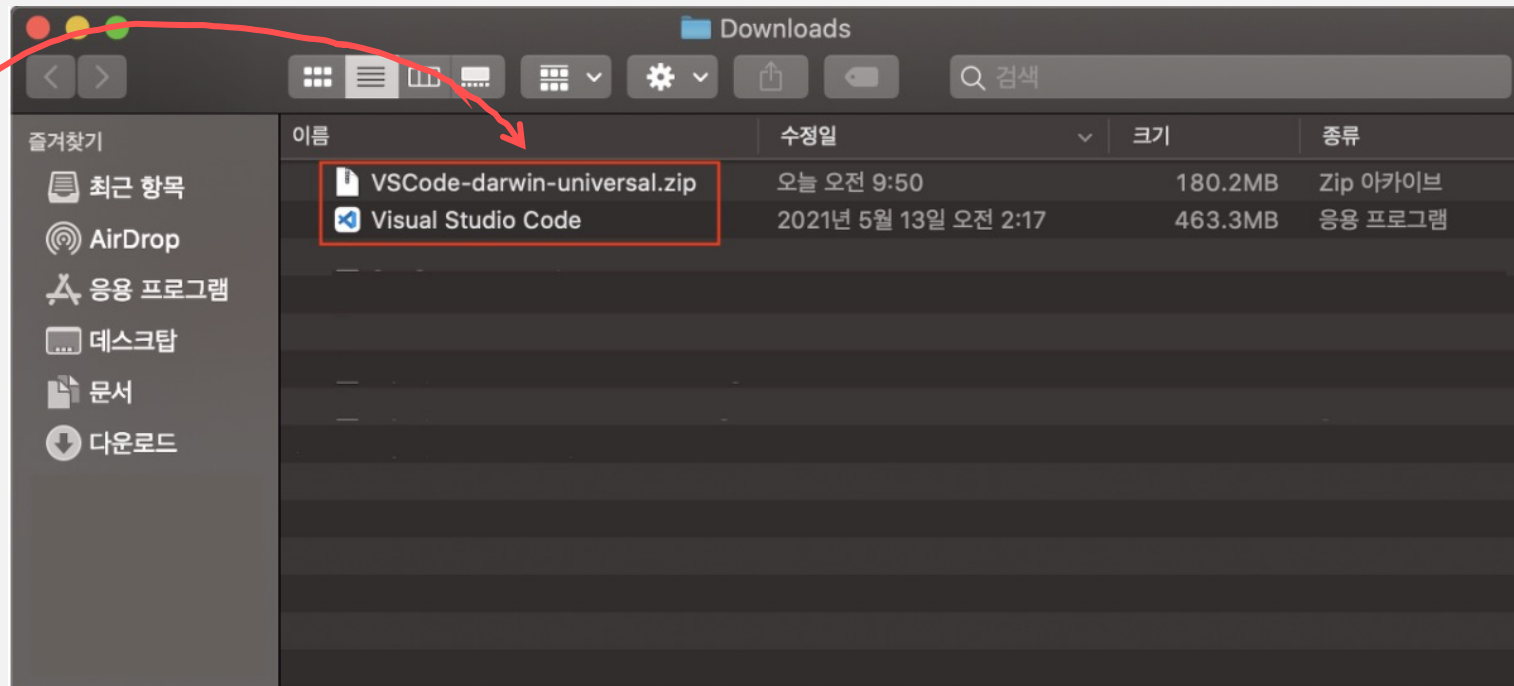 Downloads
검색
즐겨찾기
최근 항목
AirDrop
응용 프로그램
데스크탑
문서
다운로드
이름 수정일 크기 종류
VSCode-darwin-universal.zip 오늘 오전 9:50 180.2MB Zip 아카이브
Visual Studio Code 2021년 5월 13일 오전 2:17 463.3MB 응용 프로그램